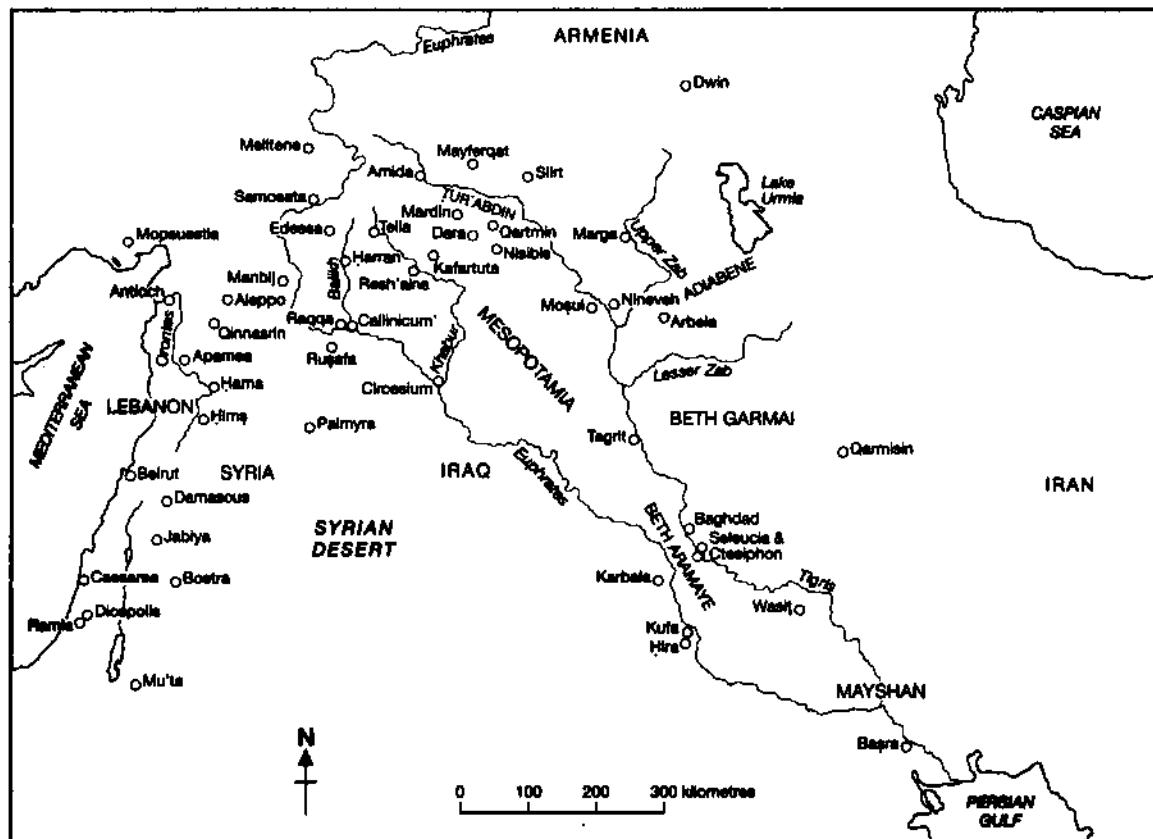 Euphrates
ARMENIA
Dwin
CASPIAN
SEA
Melitene
Mayferqat
Amida
Siirt
Lake
Urmia
TUR'ABDIN
Samosata
Mardin
Edessa
Tella
Dara
Qartmin
Marga
Upper Zab
Mopsuestia
Harran
Kafartuta
Nisibis
Manbij
Balikh
Resh'aina
ADIABENE
Antioch
Aleppo
Mosul
Nineveh
Arbela
Raqqa
Callinicum
Qinnasrin
Orontes
MESOPOTAMIA
Apamea
Rusafa
Khabur
Lesser Zab
Circesium
Hama
MEDITERRANEAN
SEA
LEBANON
Hims
Palmyra
BETH GARMAI
Tagrit
Qarmisin
Beirut
SYRIA
IRAQ
Euphrates
IRAN
Damascus
SYRIAN
DESERT
Baghdad
Jabiya
BETH ARAMAYE
Seleucia &
Ctesiphon
Caesarea
Bostra
Karbala
Tigris
Diospolis
Wasit
Ramla
Kufa
Hira
Mu'ta
MAYSHAN
N
Baṣra
0 100 200 300 kilometres
PERSIAN
GULF